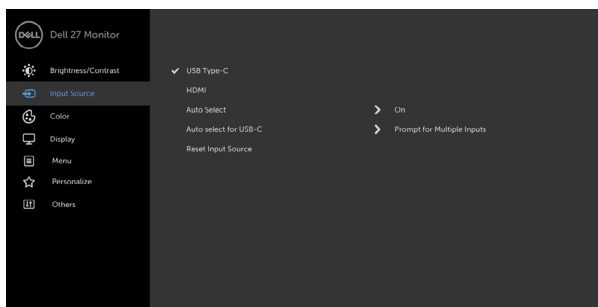 DELL Dell 27 Monitor
Brightness/Contrast
Input Source
Color
Display
Menu
Personalize
Others
USB Type-C
HDMI
Auto Select On
Auto select for USB-C Prompt for Multiple Inputs
Reset Input Source